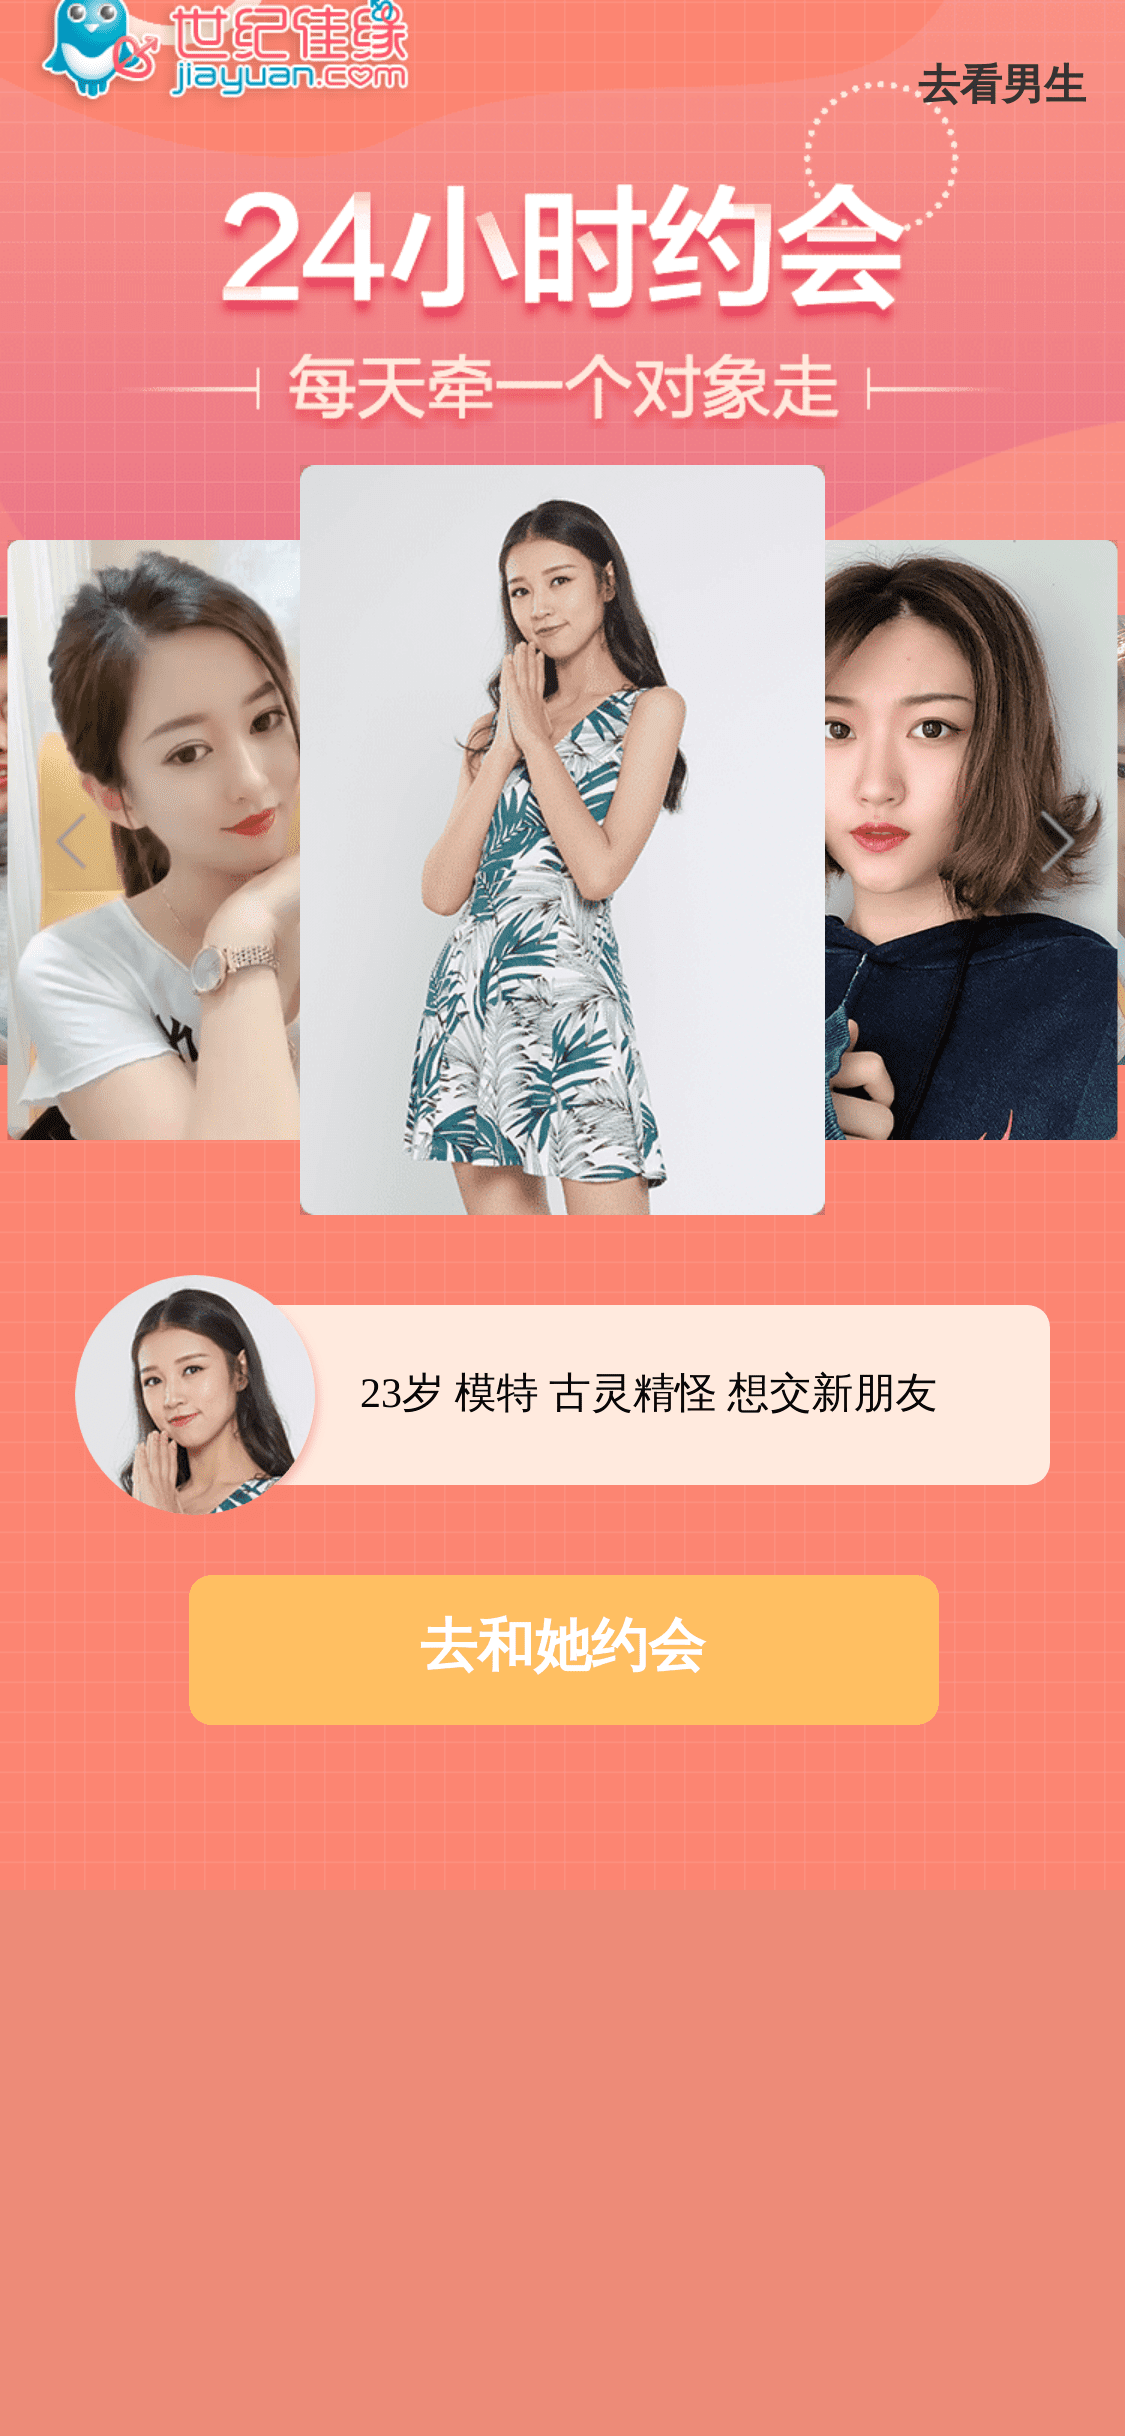 世纪佳缘
jiayuan.com
去看男生
24小时约会
每天牵一个对象走
23岁 模特 古灵精怪 想交新朋友
去和她约会